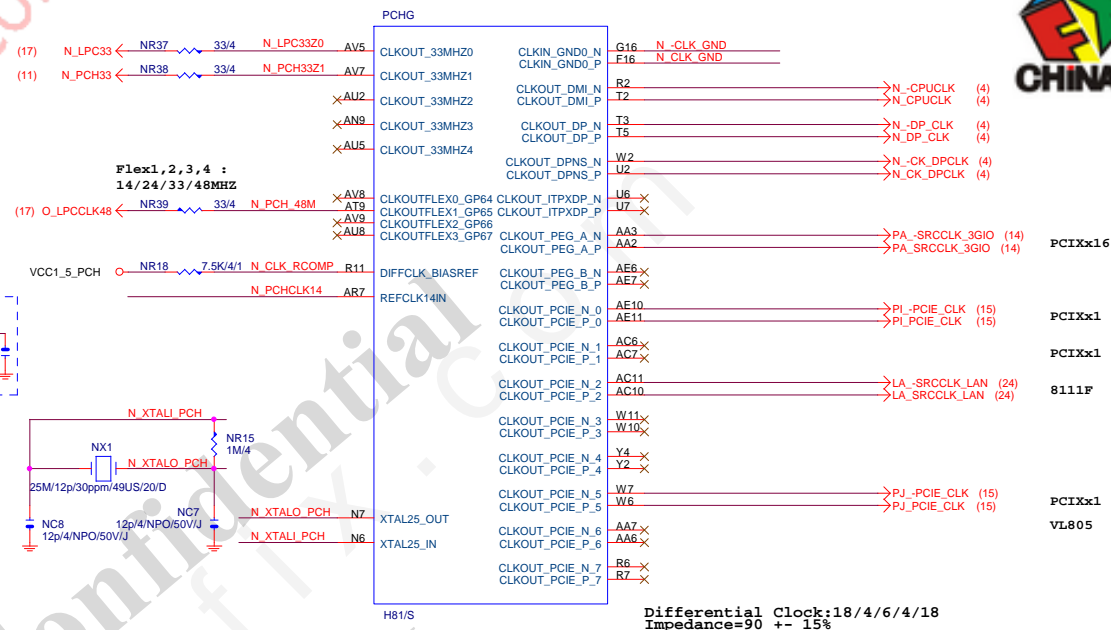 PCHG
(17) N_LPC33 NR37 33/4 N_LPC33Z0 AV5 CLKOUT_33MHZ0
(11) N_PCH33 NR38 33/4 N_PCH33Z1 AV7 CLKOUT_33MHZ1
AU2 CLKOUT_33MHZ2
AN9 CLKOUT_33MHZ3
AU5 CLKOUT_33MHZ4
Flex1,2,3,4 :
14/24/33/48MHZ
AV8 CLKOUTFLEX0_GP64
(17) O_LPCCLK48 NR39 33/4 N_PCH_48M AT9 CLKOUTFLEX1_GP65
AV9 CLKOUTFLEX2_GP66
AU8 CLKOUTFLEX3_GP67
VCC1_5_PCH NR18 7.5K/4/1 N_CLK_RCOMP R11 DIFFCLK_BIASREF
N_PCHCLK14 AR7 REFCLK14IN
N_XTALI_PCH
NR15
1M/4
NX1
N_XTALO_PCH
25M/12p/30ppm/49US/20/D
NC8
12p/4/NPO/50V/J
NC7
12p/4/NPO/50V/J
N_XTALO_PCH N7 XTAL25_OUT
N_XTALI_PCH N6 XTAL25_IN
CLKIN_GND0_N G16 N_-CLK_GND
CLKIN_GND0_P F16 N_CLK_GND
CLKOUT_DMI_N R2 N_-CPUCLK (4)
CLKOUT_DMI_P T2 N_CPUCLK (4)
CLKOUT_DP_N T3 N_-DP_CLK (4)
CLKOUT_DP_P T5 N_DP_CLK (4)
CLKOUT_DPNS_N W2 N_-CK_DPCLK (4)
CLKOUT_DPNS_P U2 N_CK_DPCLK (4)
CLKOUT_ITPXDP_N U6
CLKOUT_ITPXDP_P U7
CLKOUT_PEG_A_N AA3 PA_-SRCCLK_3GIO (14)
CLKOUT_PEG_A_P AA2 PA_SRCCLK_3GIO (14)
PCIXx16
CLKOUT_PEG_B_N AE6
CLKOUT_PEG_B_P AE7
CLKOUT_PCIE_N_0 AE10 PI_-PCIE_CLK (15)
CLKOUT_PCIE_P_0 AE11 PI_PCIE_CLK (15)
PCIXx1
CLKOUT_PCIE_N_1 AC6
CLKOUT_PCIE_P_1 AC7
PCIXx1
CLKOUT_PCIE_N_2 AC11 LA_-SRCCLK_LAN (24)
CLKOUT_PCIE_P_2 AC10 LA_SRCCLK_LAN (24)
8111F
CLKOUT_PCIE_N_3 W11
CLKOUT_PCIE_P_3 W10
CLKOUT_PCIE_N_4 Y4
CLKOUT_PCIE_P_4 Y2
CLKOUT_PCIE_N_5 W7 PJ_-PCIE_CLK (15)
CLKOUT_PCIE_P_5 W6 PJ_PCIE_CLK (15)
PCIXx1
VL805
CLKOUT_PCIE_N_6 AA7
CLKOUT_PCIE_P_6 AA6
CLKOUT_PCIE_N_7 R6
CLKOUT_PCIE_P_7 R7
H81/S
Differential Clock:18/4/6/4/18
Impedance=90 +- 15%